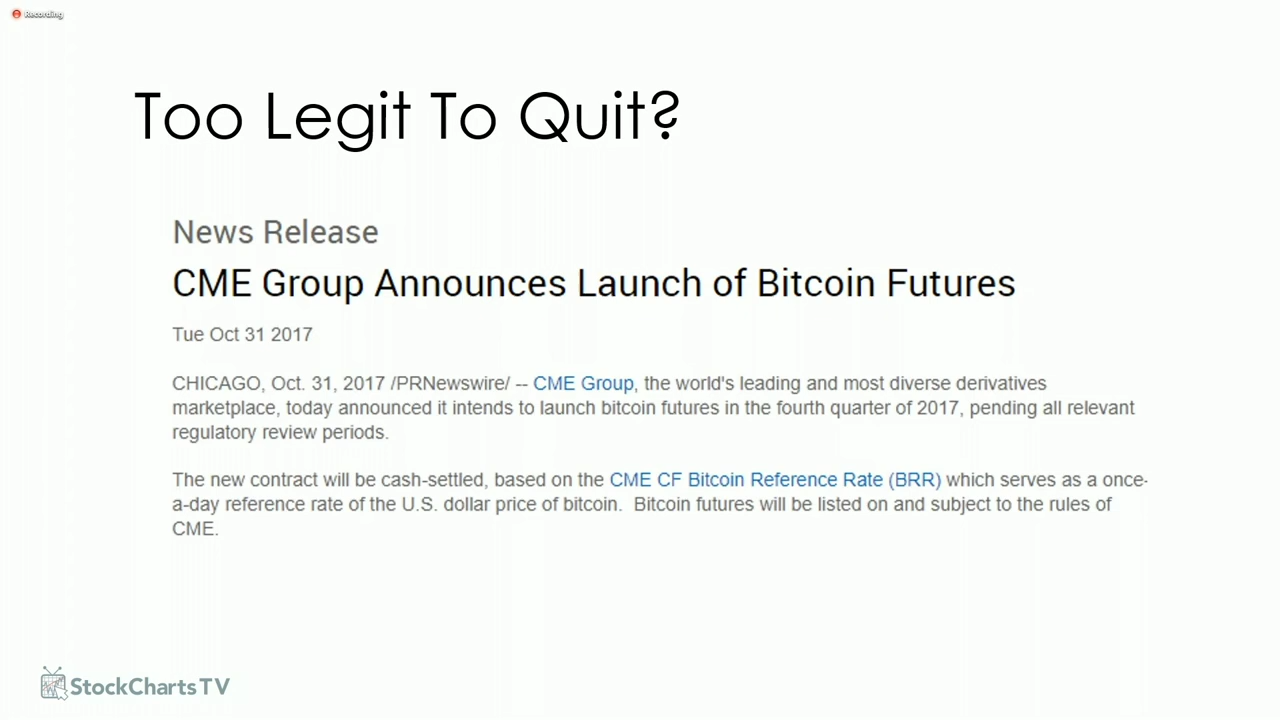 Recording
Too Legit To Quit?
News Release
CME Group Announces Launch of Bitcoin Futures
Tue Oct 31 2017
CHICAGO, Oct. 31, 2017 /PRNewswire/ -- CME Group, the world's leading and most diverse derivatives
marketplace, today announced it intends to launch bitcoin futures in the fourth quarter of 2017, pending all relevant
regulatory review periods.
The new contract will be cash-settled, based on the CME CF Bitcoin Reference Rate (BRR) which serves as a once-
a-day reference rate of the U.S. dollar price of bitcoin.  Bitcoin futures will be listed on and subject to the rules of
CME.
StockChartsTV